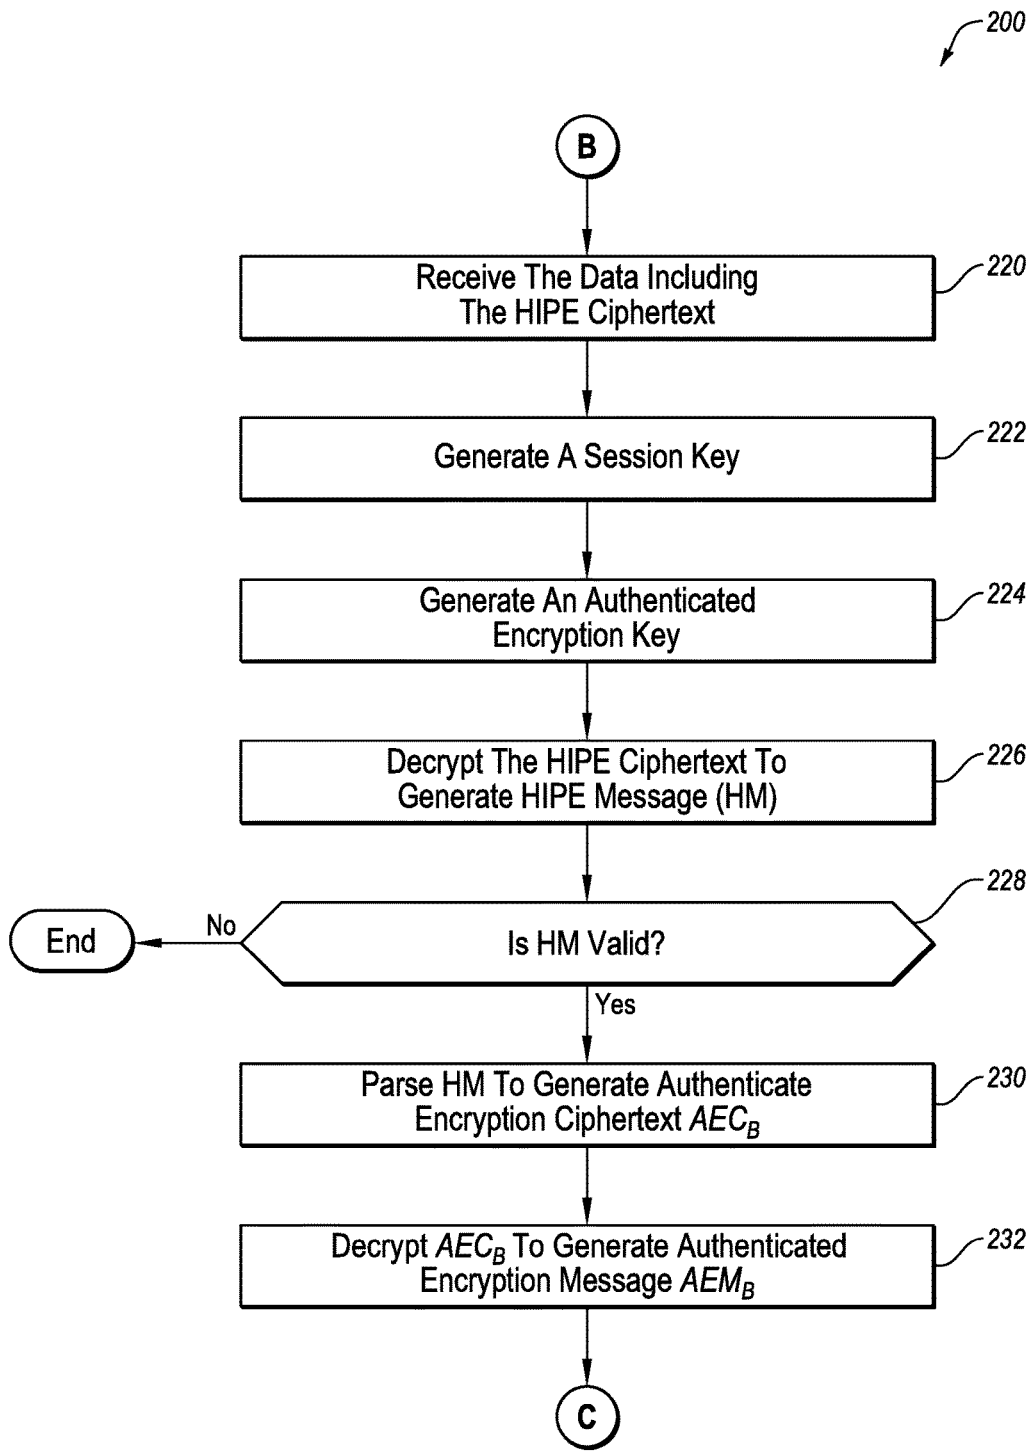 200
B
Receive The Data Including
The HIPE Ciphertext
220
Generate A Session Key
222
Generate An Authenticated
Encryption Key
224
Decrypt The HIPE Ciphertext To
Generate HIPE Message (HM)
226
Is HM Valid?
228
No
End
Yes
Parse HM To Generate Authenticate
Encryption Ciphertext AEC_B
230
Decrypt AEC_B To Generate Authenticated
Encryption Message AEM_B
232
C